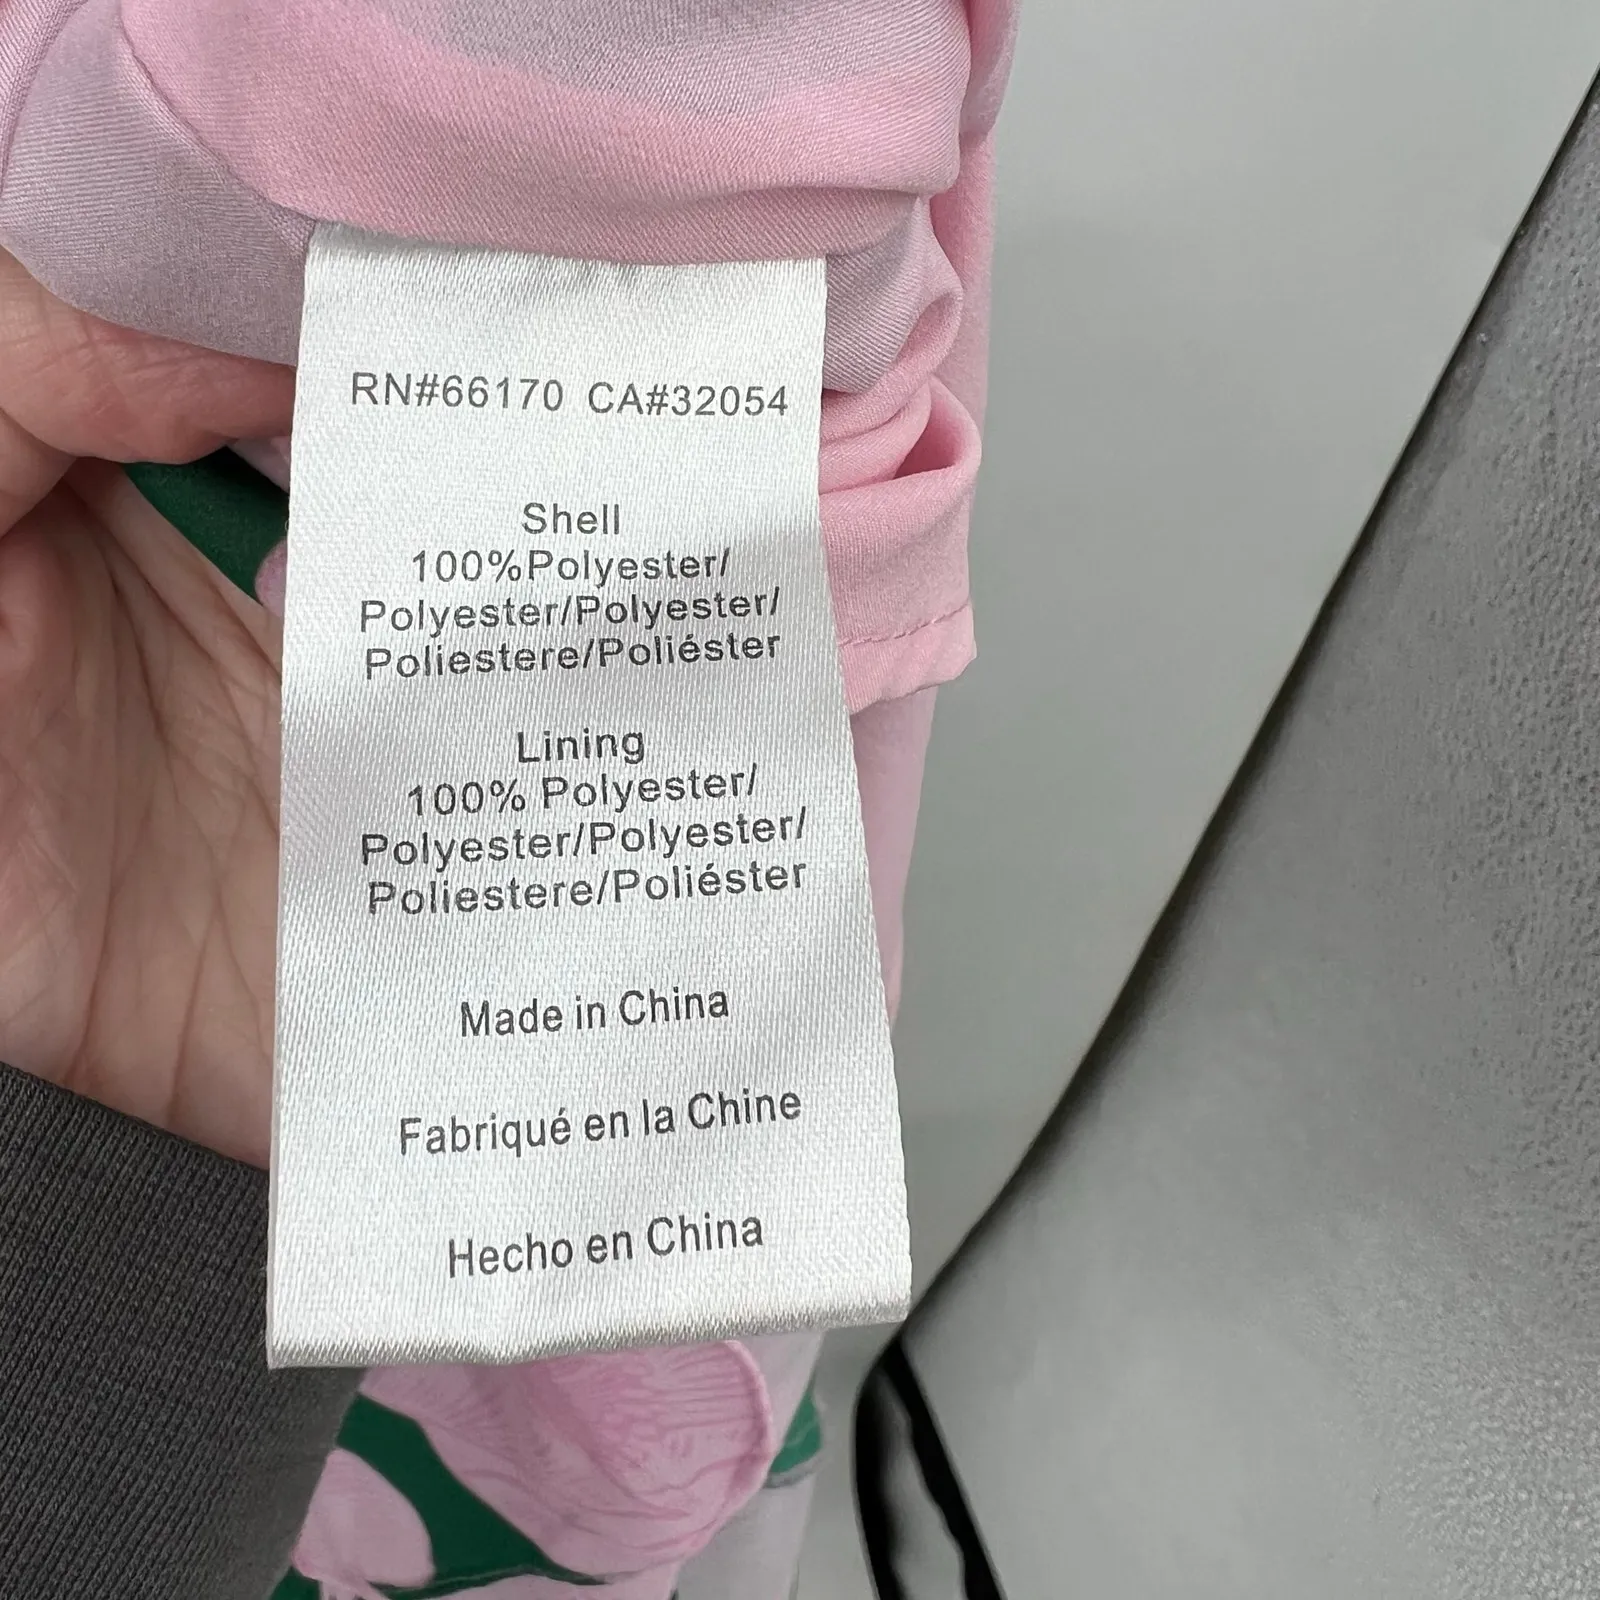 RN#66170 CA#32054
Shell
100%Polyester/
Polyester/Polyester/
Poliestere/Poliéster
Lining
100% Polyester/
Polyester/Polyester/
Poliestere/Poliéster
Made in China
Fabriqué en la Chine
Hecho en China